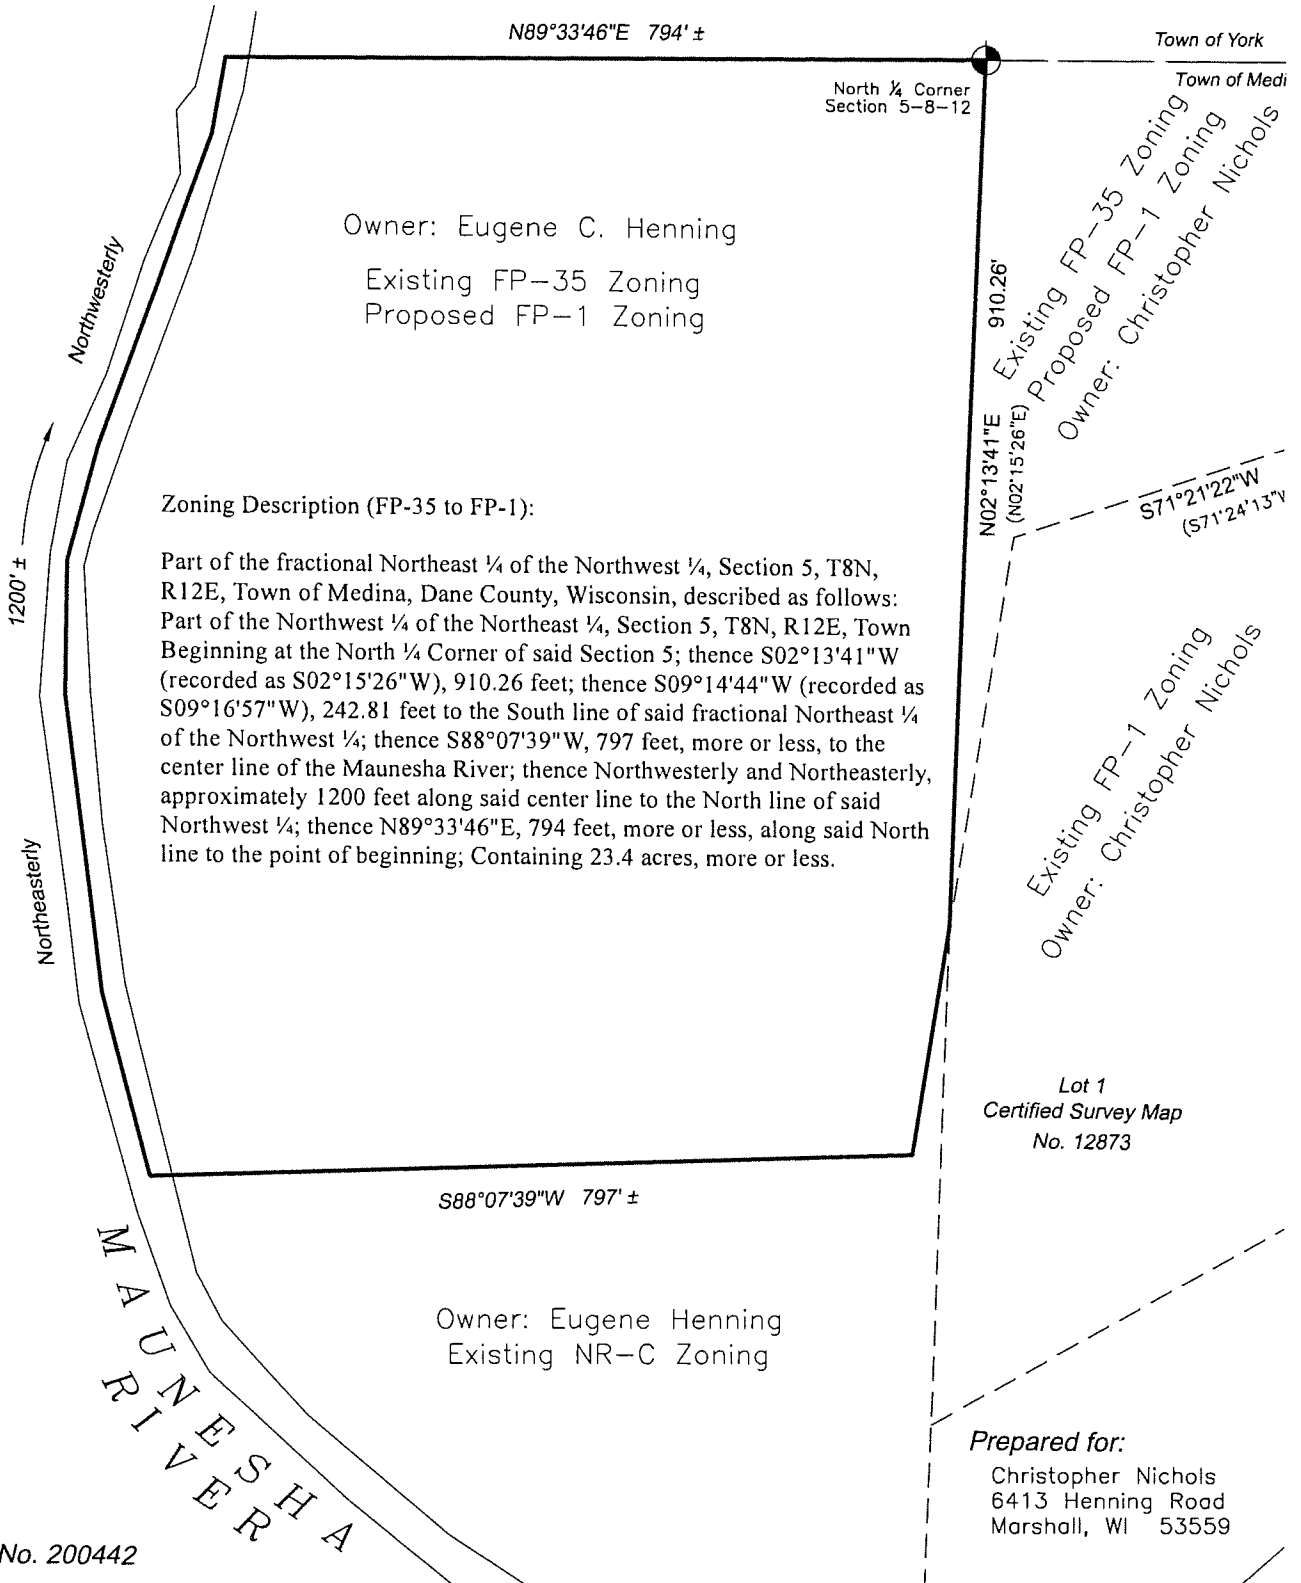 N89°33'46"E 794' ±
Town of York
Town of Medi
North ¼ Corner
Section 5-8-12
Owner: Eugene C. Henning
Existing FP-35 Zoning
Proposed FP-1 Zoning
Existing FP-35 Zoning
Proposed FP-1 Zoning
Owner: Christopher Nichols
910.26'
N02°13'41"E
(N02°15'26"E)
Northwesterly
1200' ±
Northeasterly
S71°21'22"W
(S71°24'13"W
Zoning Description (FP-35 to FP-1):
Part of the fractional Northeast ¼ of the Northwest ¼, Section 5, T8N,
R12E, Town of Medina, Dane County, Wisconsin, described as follows:
Part of the Northwest ¼ of the Northeast ¼, Section 5, T8N, R12E, Town
Beginning at the North ¼ Corner of said Section 5; thence S02°13'41"W
(recorded as S02°15'26"W), 910.26 feet; thence S09°14'44"W (recorded as
S09°16'57"W), 242.81 feet to the South line of said fractional Northeast ¼
of the Northwest ¼; thence S88°07'39"W, 797 feet, more or less, to the
center line of the Maunesha River; thence Northwesterly and Northeasterly,
approximately 1200 feet along said center line to the North line of said
Northwest ¼; thence N89°33'46"E, 794 feet, more or less, along said North
line to the point of beginning; Containing 23.4 acres, more or less.
Existing FP-1 Zoning
Owner: Christopher Nichols
Lot 1
Certified Survey Map
No. 12873
S88°07'39"W 797' ±
MAUNESHA
RIVER
Owner: Eugene Henning
Existing NR-C Zoning
Prepared for:
Christopher Nichols
6413 Henning Road
Marshall, WI 53559
No. 200442